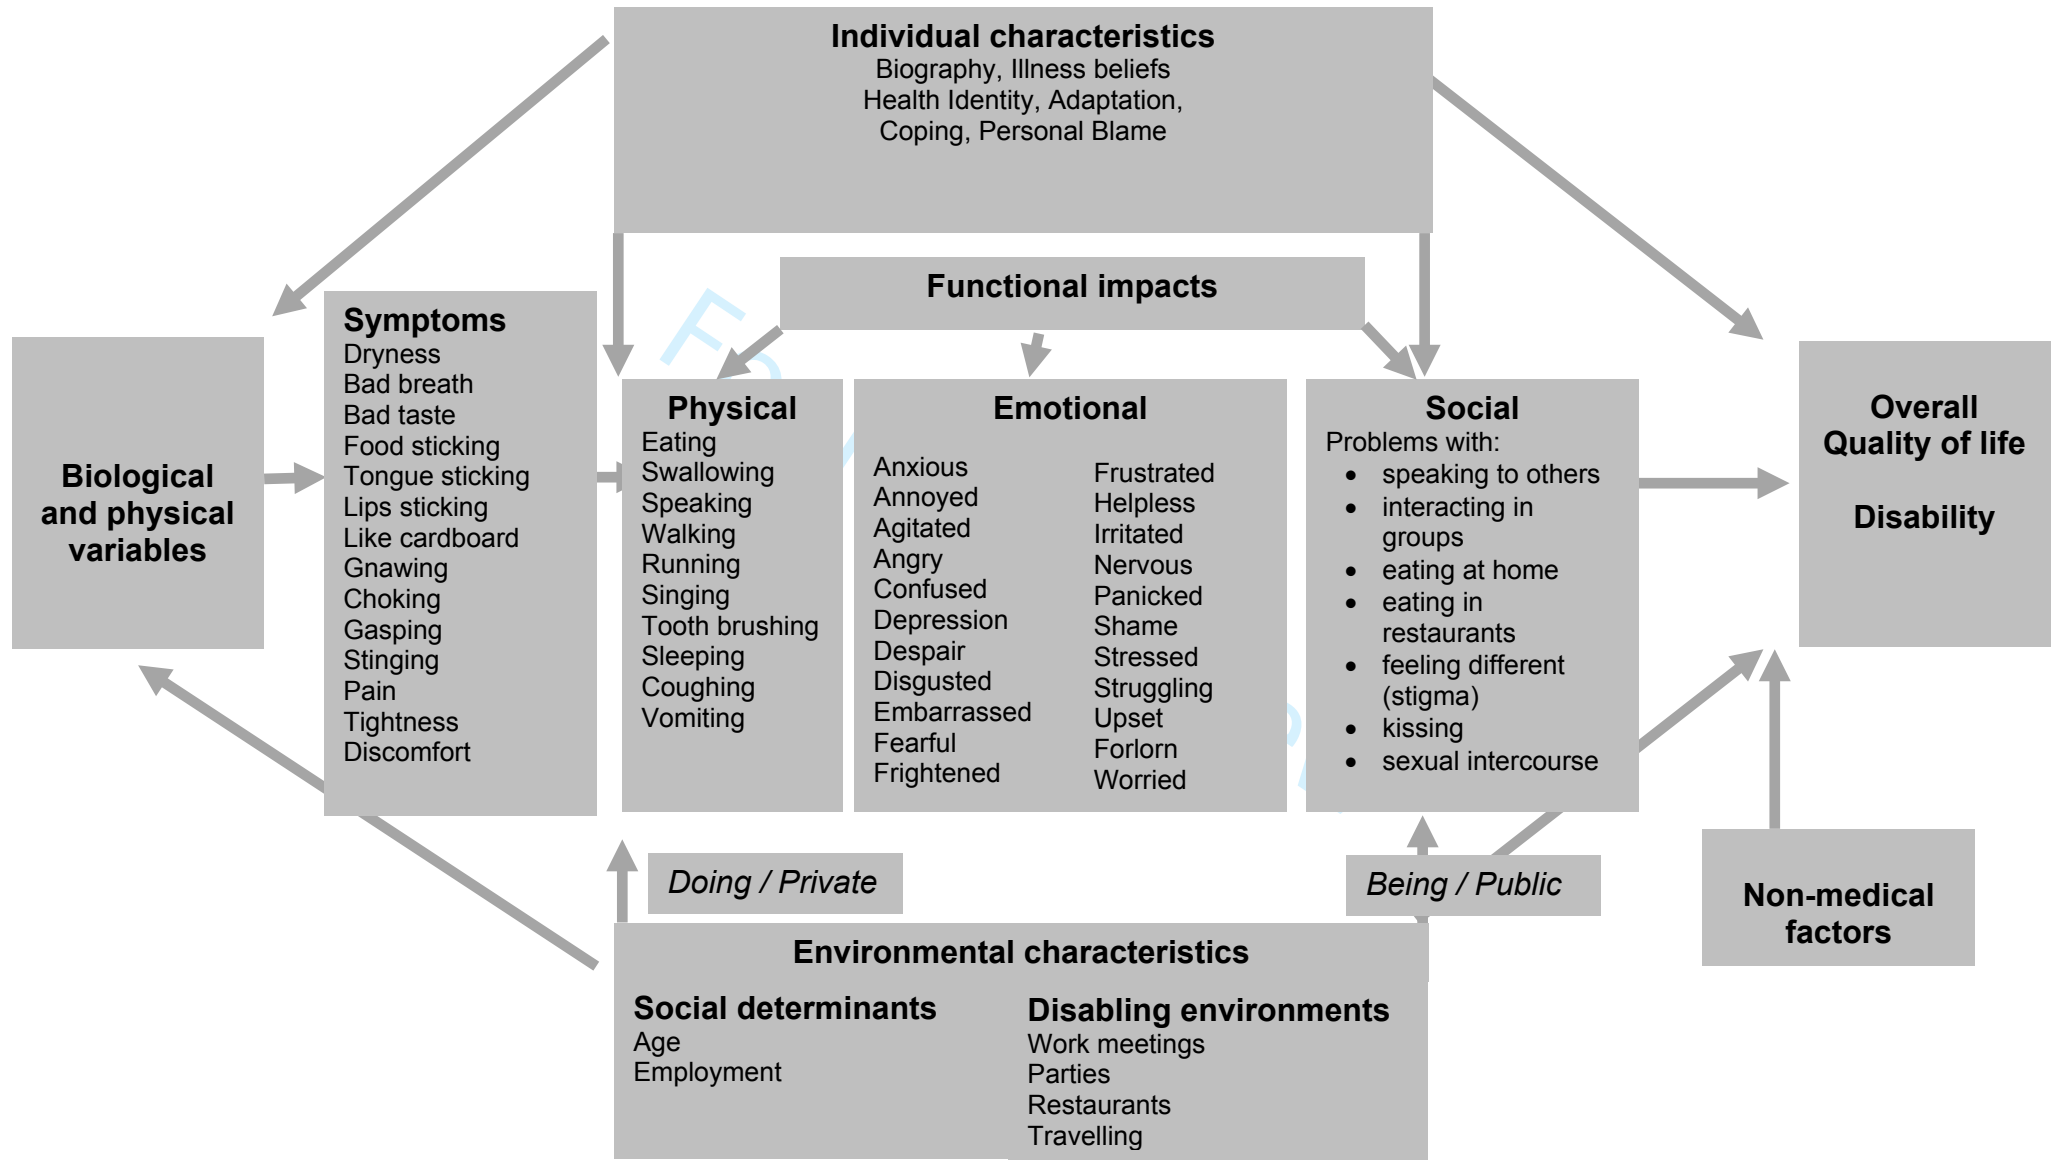 Individual characteristics
Biography, Illness beliefs
Health Identity, Adaptation,
Coping, Personal Blame
Functional impacts
Biological
and physical
variables
Symptoms
Dryness
Bad breath
Bad taste
Food sticking
Tongue sticking
Lips sticking
Like cardboard
Gnawing
Choking
Gasping
Stinging
Pain
Tightness
Discomfort
Physical
Eating
Swallowing
Speaking
Walking
Running
Singing
Tooth brushing
Sleeping
Coughing
Vomiting
Emotional
Anxious
Annoyed
Agitated
Angry
Confused
Depression
Despair
Disgusted
Embarrassed
Fearful
Frightened
Frustrated
Helpless
Irritated
Nervous
Panicked
Shame
Stressed
Struggling
Upset
Forlorn
Worried
Social
Problems with:
• speaking to others
• interacting in
groups
• eating at home
• eating in
restaurants
• feeling different
(stigma)
• kissing
• sexual intercourse
Overall
Quality of life
Disability
Doing / Private
Being / Public
Non-medical
factors
Environmental characteristics
Social determinants
Age
Employment
Disabling environments
Work meetings
Parties
Restaurants
Travelling